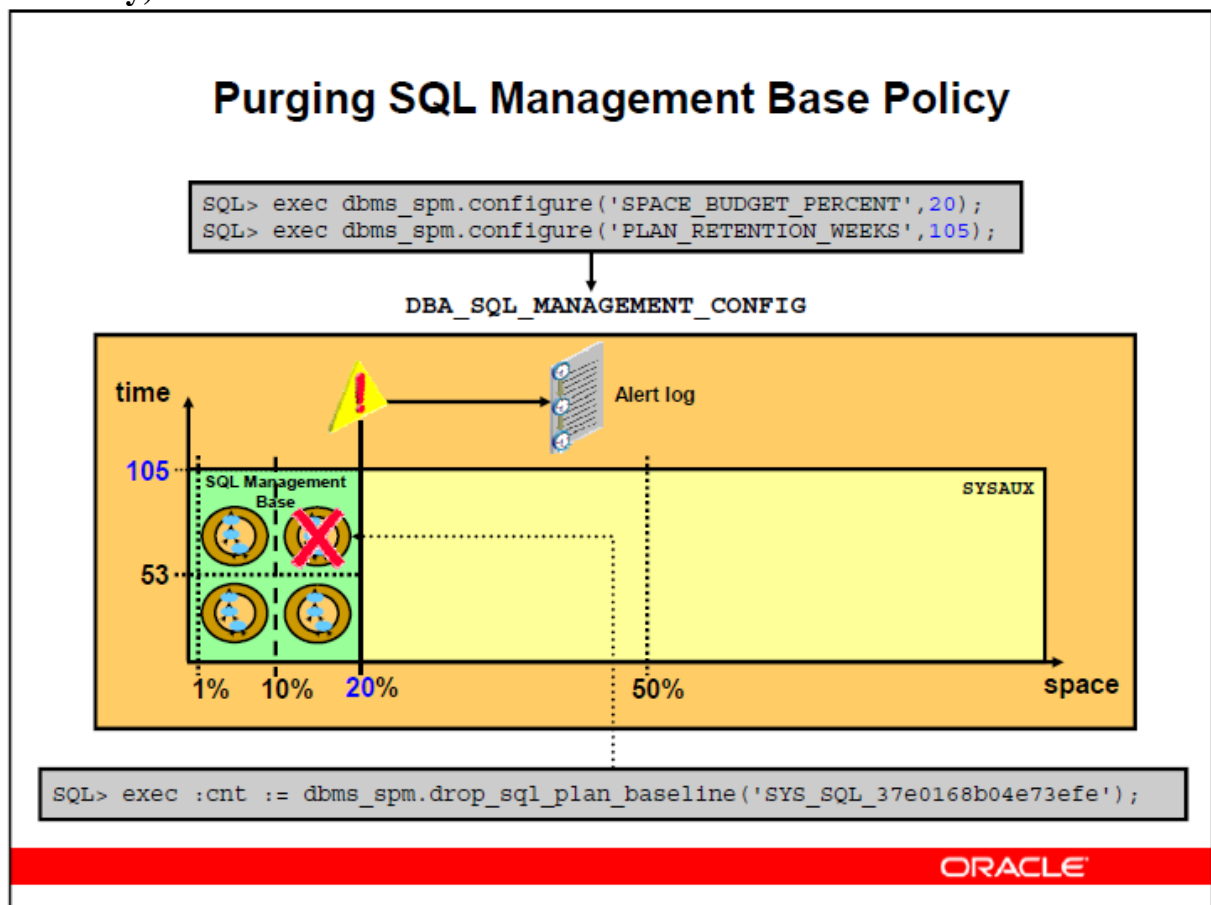 Purging SQL Management Base Policy
SQL> exec dbms_spm.configure('SPACE_BUDGET_PERCENT',20);
SQL> exec dbms_spm.configure('PLAN_RETENTION_WEEKS',105);
DBA_SQL_MANAGEMENT_CONFIG
time
!
Alert log
105
SQL Management
Base
SYSAUX
53
1%
10%
20%
50%
space
SQL> exec :cnt := dbms_spm.drop_sql_plan_baseline('SYS_SQL_37e0168b04e73efe');
ORACLE